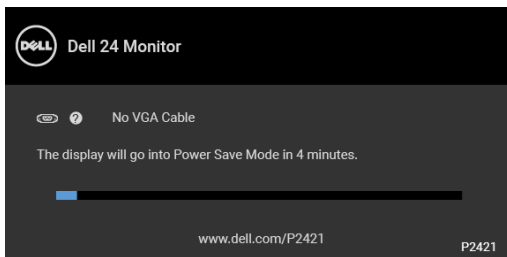 DELL Dell 24 Monitor
? No VGA Cable
The display will go into Power Save Mode in 4 minutes.
www.dell.com/P2421
P2421